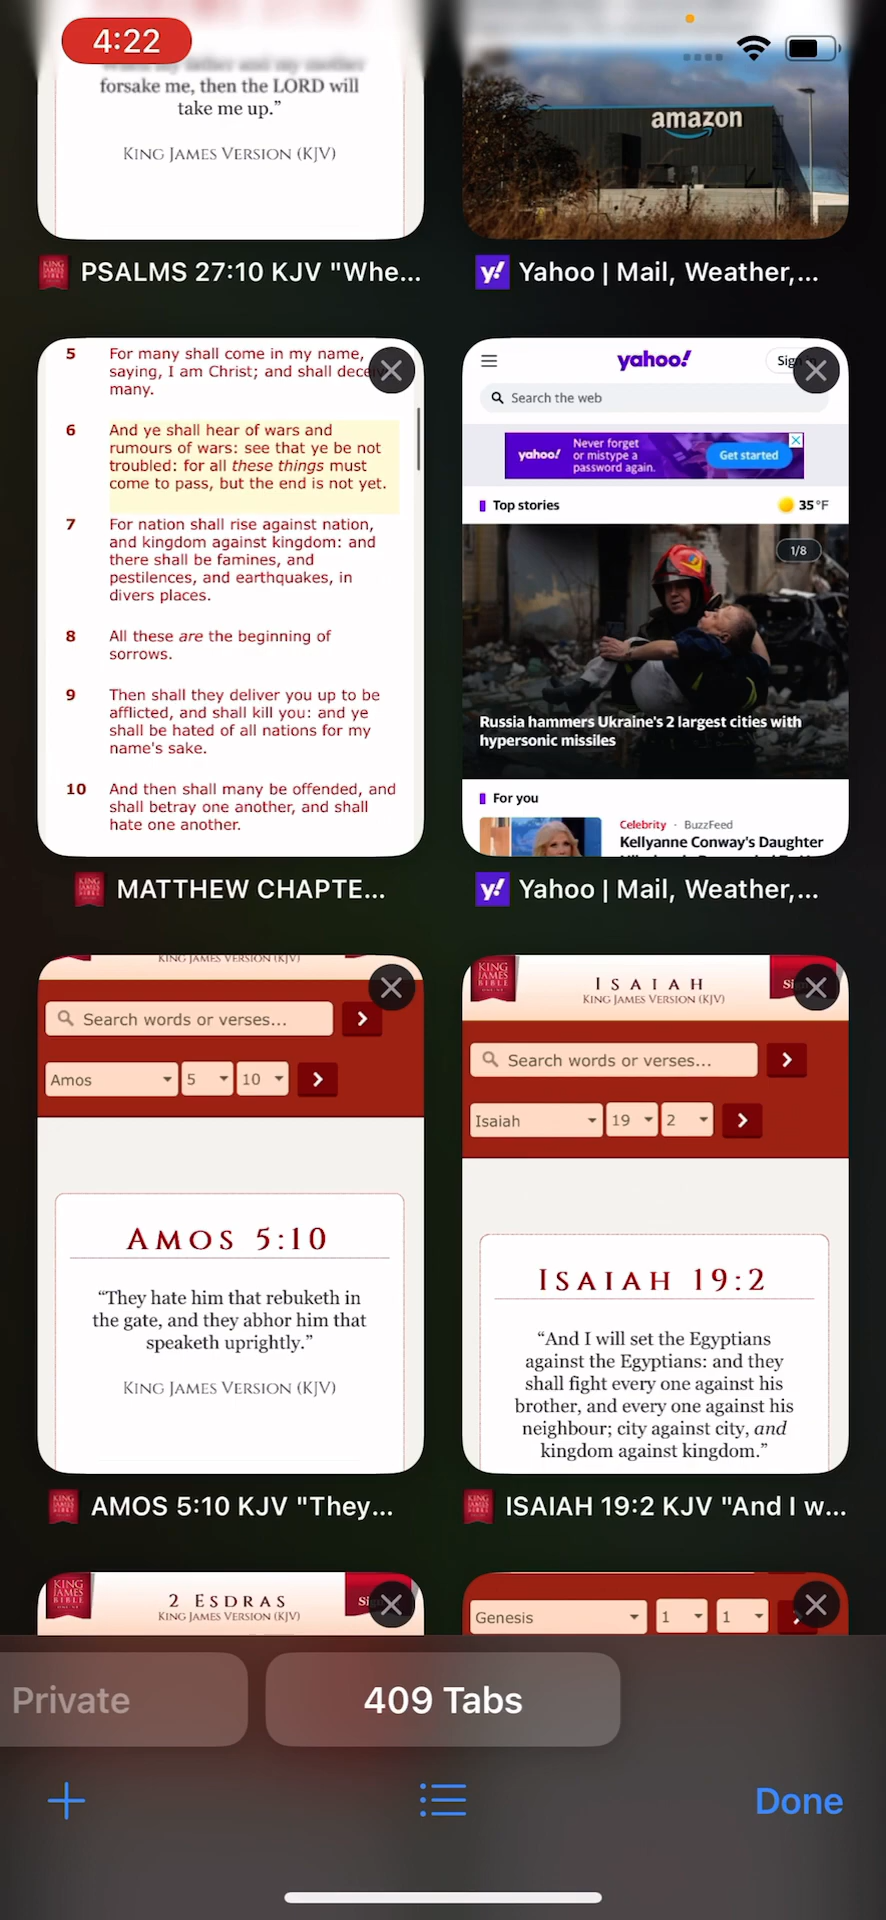 4:22
When my father and my mother
forsake me, then the LORD will
take me up.”
KING JAMES VERSION (KJV)
PSALMS 27:10 KJV "Whe...
amazon
Yahoo | Mail, Weather,...
5 For many shall come in my name,
saying, I am Christ; and shall
many.
6 And ye shall hear of wars and
rumours of wars: see that ye be not
troubled: for all these things must
come to pass, but the end is not yet.
7 For nation shall rise against nation,
and kingdom against kingdom: and
there shall be famines, and
pestilences, and earthquakes, in
divers places.
8 All these are the beginning of
sorrows.
9 Then shall they deliver you up to be
afflicted, and shall kill you: and ye
shall be hated of all nations for my
name's sake.
10 And then shall many be offended, and
shall betray one another, and shall
hate one another.
MATTHEW CHAPTE...
yahoo!
Sign in
Search the web
yahoo!
Never forget
or mistype a
password again.
Get started
Top stories
35°F
1/8
Russia hammers Ukraine's 2 largest cities with
hypersonic missiles
For you
Celebrity · BuzzFeed
Kellyanne Conway's Daughter
Yahoo | Mail, Weather,...
KING JAMES VERSION (KJV)
Search words or verses...
Amos 5 10
AMOS 5:10
“They hate him that rebuketh in
the gate, and they abhor him that
speaketh uprightly.”
KING JAMES VERSION (KJV)
AMOS 5:10 KJV "They...
KING JAMES BIBLE
ISAIAH
KING JAMES VERSION (KJV)
Search words or verses...
Isaiah 19 2
ISAIAH 19:2
“And I will set the Egyptians
against the Egyptians: and they
shall fight every one against his
brother, and every one against his
neighbour; city against city, and
kingdom against kingdom.”
ISAIAH 19:2 KJV "And I w...
KING JAMES BIBLE
2 ESDRAS
KING JAMES VERSION (KJV)
Genesis 1 1
Private
409 Tabs
Done